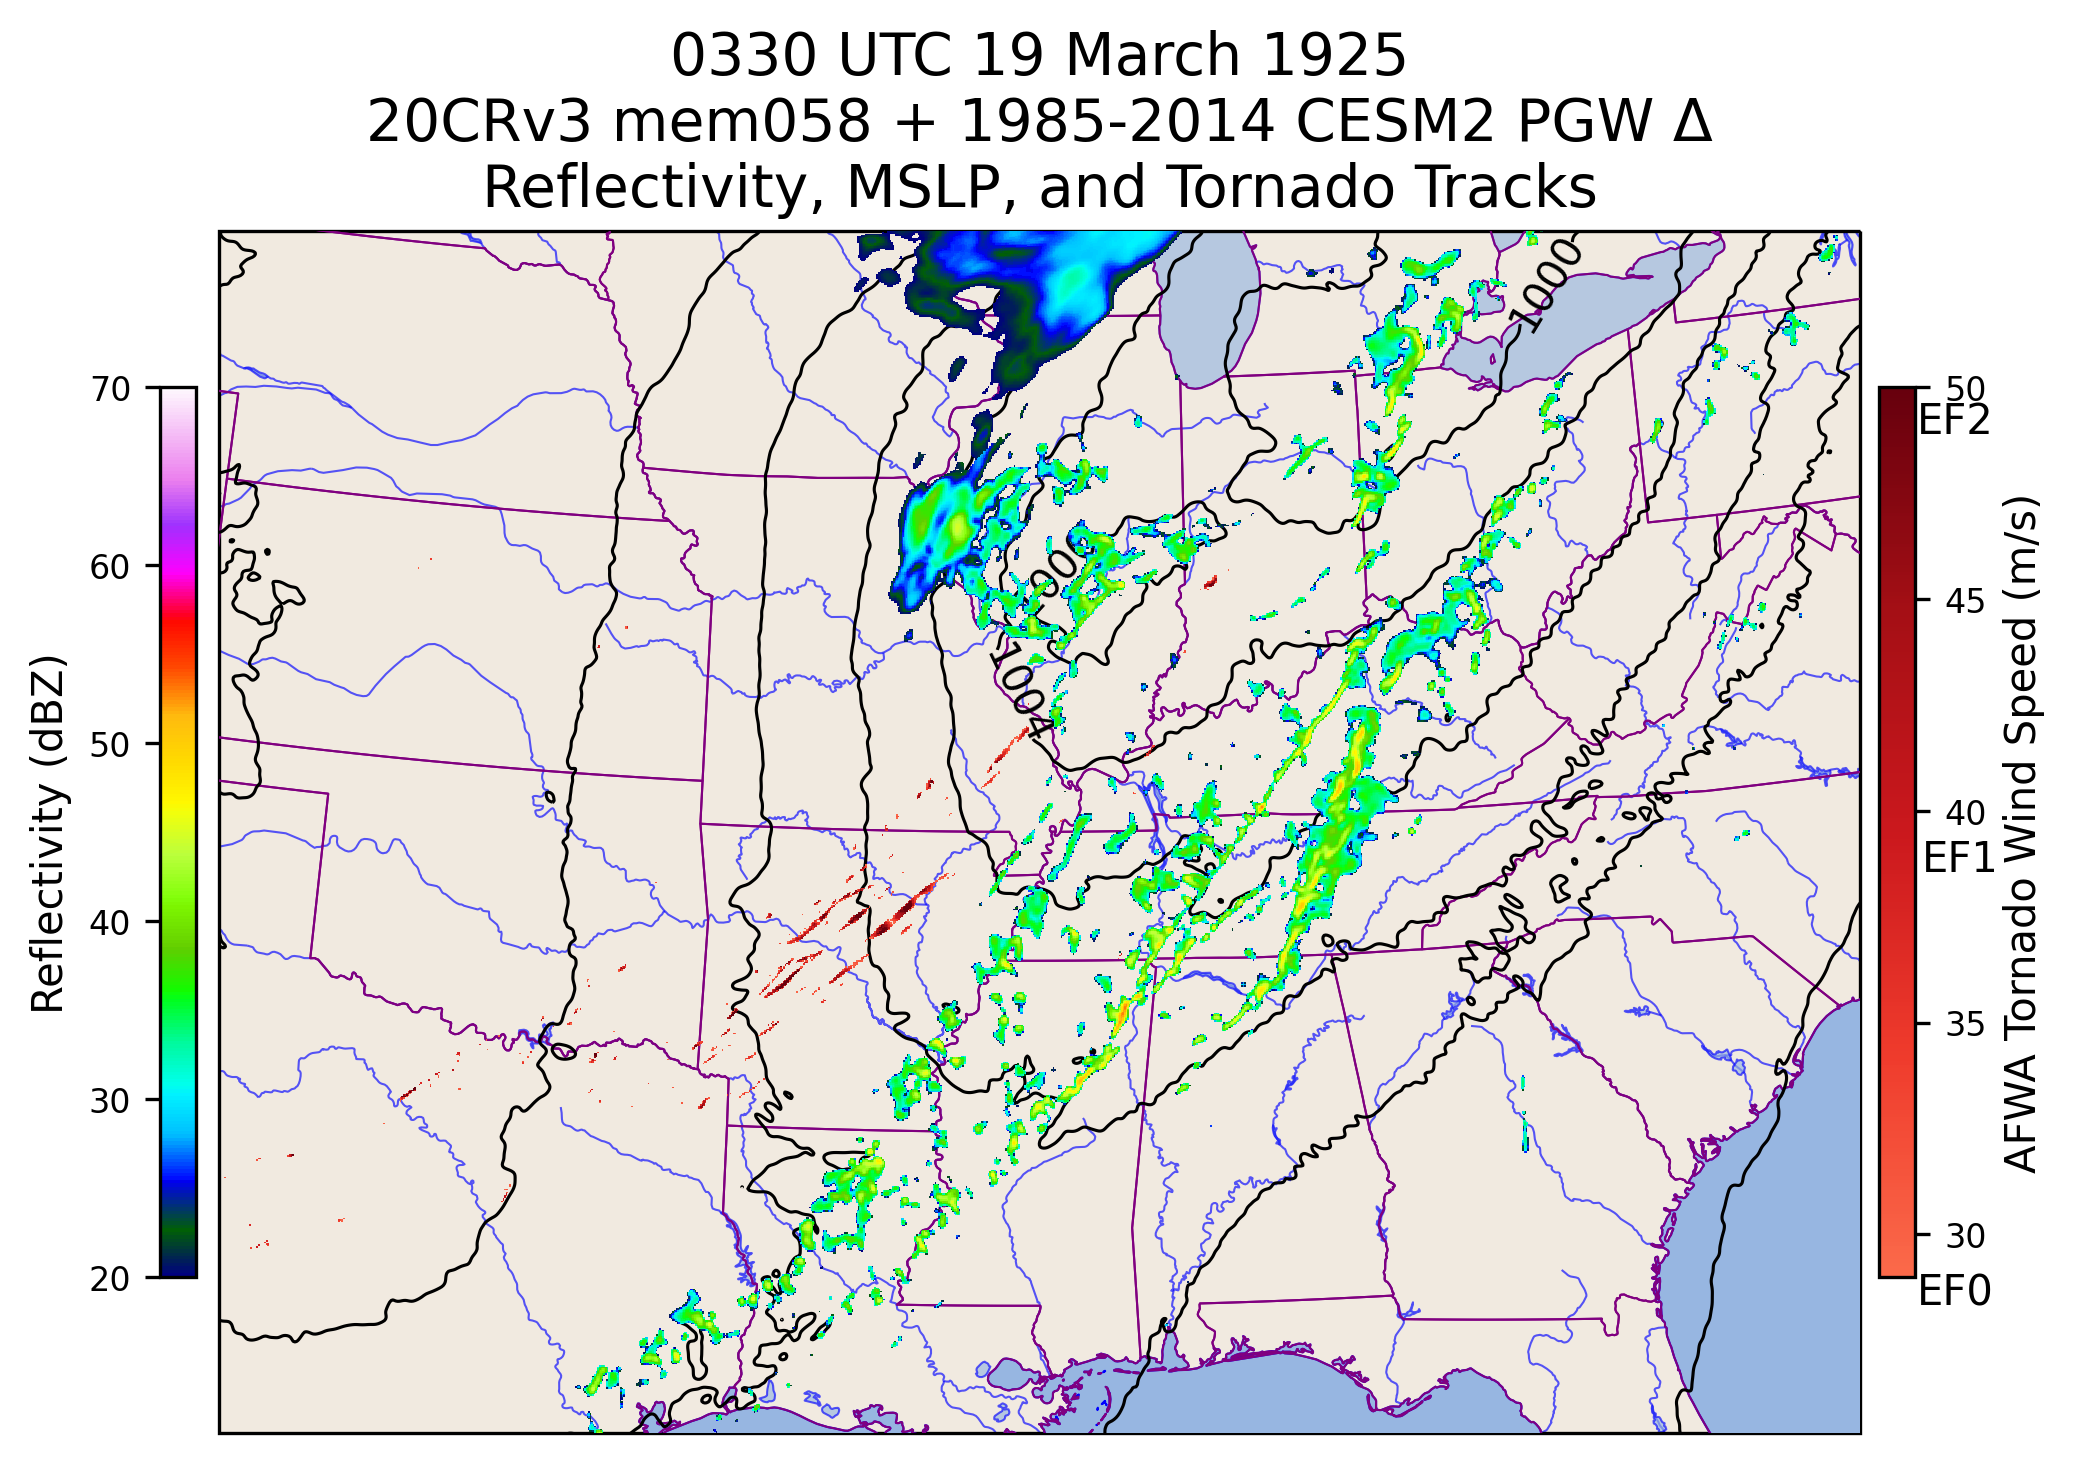 0330 UTC 19 March 1925
20CRv3 mem058 + 1985-2014 CESM2 PGW Δ
Reflectivity, MSLP, and Tornado Tracks
Reflectivity (dBZ)
70
60
50
40
30
20
1000
1004
50
EF2
45
40
EF1
35
30
EF0
AFWA Tornado Wind Speed (m/s)